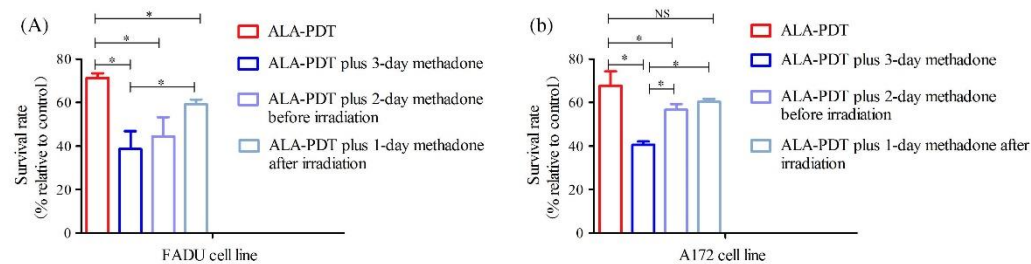 (A)
*
*
*
*
Survival rate
(% relative to control)
80
60
40
20
0
FADU cell line
ALA-PDT
ALA-PDT plus 3-day methadone
ALA-PDT plus 2-day methadone
before irradiation
ALA-PDT plus 1-day methadone
after irradiation
(b)
NS
*
*
*
*
Survival rate
(% relative to control)
80
60
40
20
0
A172 cell line
ALA-PDT
ALA-PDT plus 3-day methadone
ALA-PDT plus 2-day methadone
before irradiation
ALA-PDT plus 1-day methadone after
irradiation